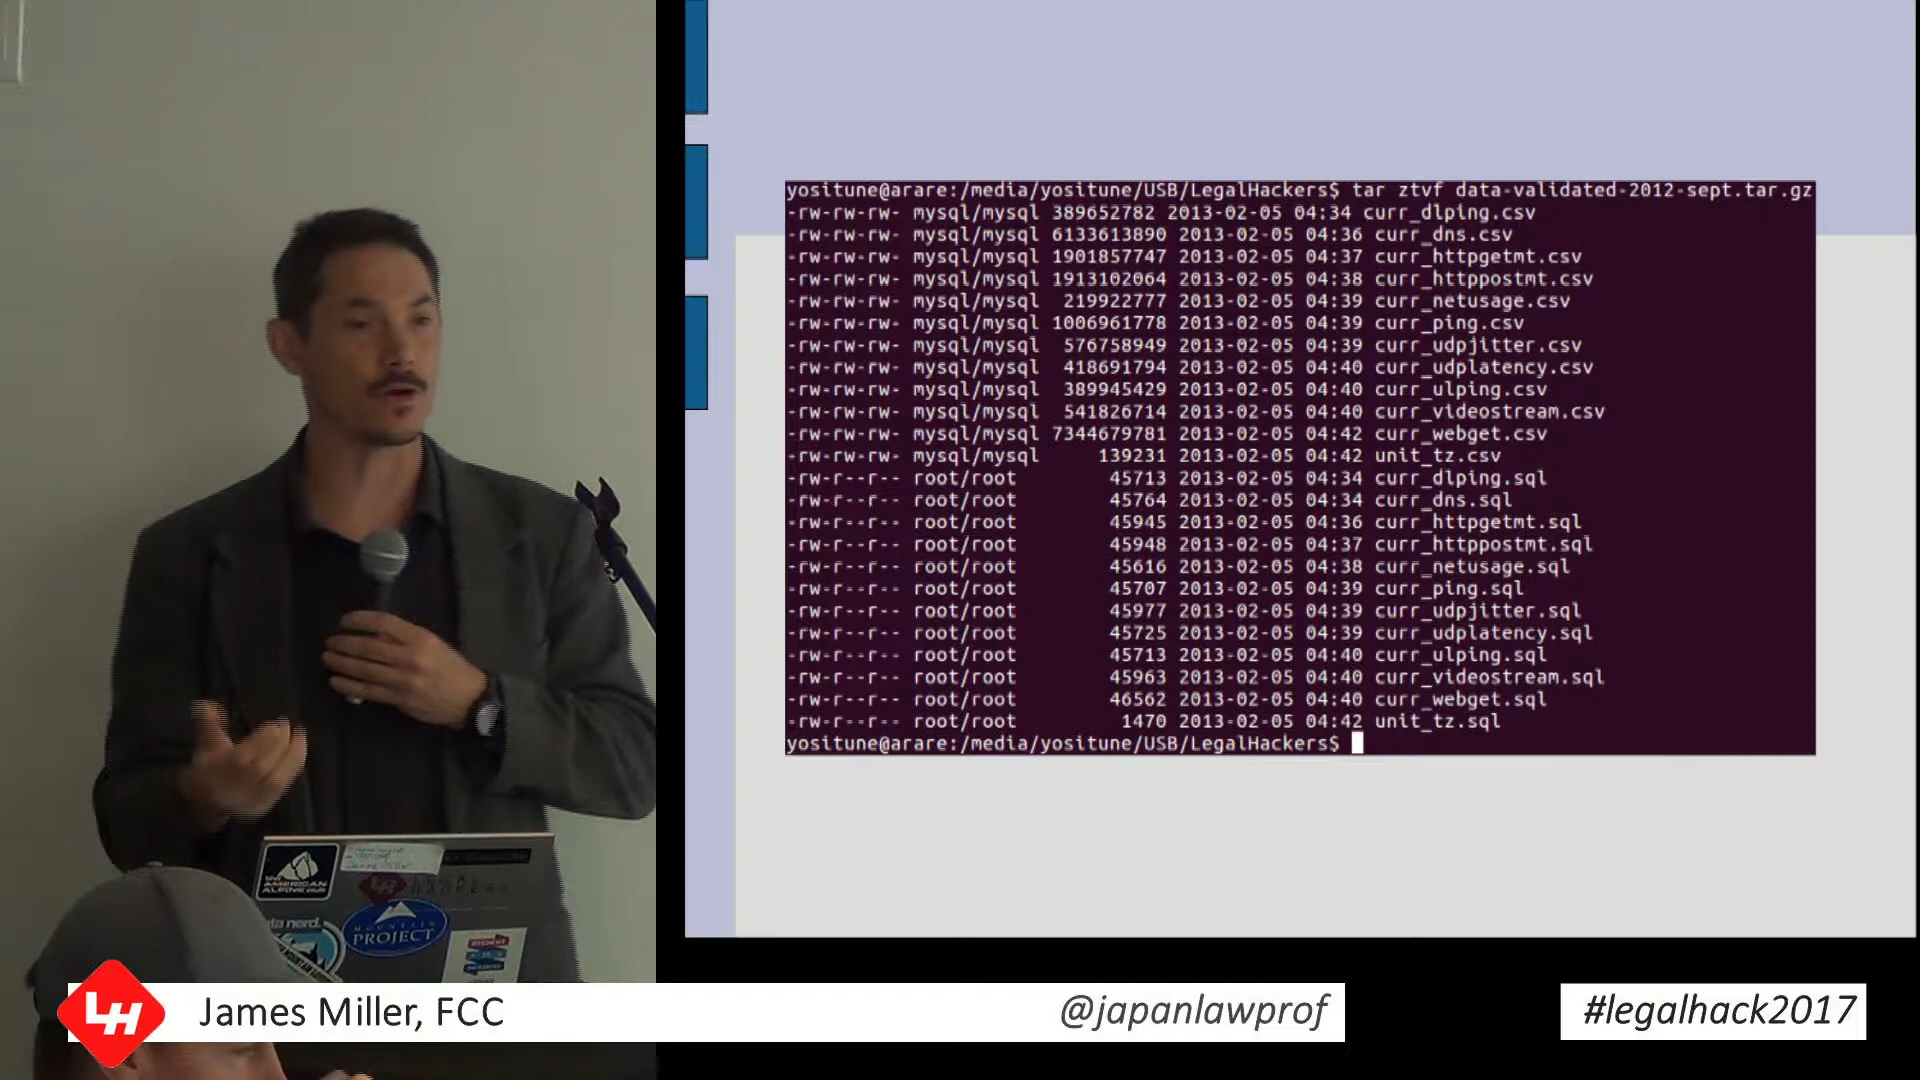 yositune@arare:/media/yositune/USB/LegalHackers$ tar ztvf data-validated-2012-sept.tar.gz
-rw-rw-rw- mysql/mysql 389652782 2013-02-05 04:34 curr_dlping.csv
-rw-rw-rw- mysql/mysql 6133613890 2013-02-05 04:36 curr_dns.csv
-rw-rw-rw- mysql/mysql 1901857747 2013-02-05 04:37 curr_httpgetmt.csv
-rw-rw-rw- mysql/mysql 1913102064 2013-02-05 04:38 curr_httppostmt.csv
-rw-rw-rw- mysql/mysql 219922777 2013-02-05 04:39 curr_netusage.csv
-rw-rw-rw- mysql/mysql 1006961778 2013-02-05 04:39 curr_ping.csv
-rw-rw-rw- mysql/mysql 576758949 2013-02-05 04:39 curr_udpjitter.csv
-rw-rw-rw- mysql/mysql 418691794 2013-02-05 04:40 curr_udplatency.csv
-rw-rw-rw- mysql/mysql 389945429 2013-02-05 04:40 curr_ulping.csv
-rw-rw-rw- mysql/mysql 541826714 2013-02-05 04:40 curr_videostream.csv
-rw-rw-rw- mysql/mysql 7344679781 2013-02-05 04:42 curr_webget.csv
-rw-rw-rw- mysql/mysql 139231 2013-02-05 04:42 unit_tz.csv
-rw-r--r-- root/root 45713 2013-02-05 04:34 curr_dlping.sql
-rw-r--r-- root/root 45764 2013-02-05 04:34 curr_dns.sql
-rw-r--r-- root/root 45945 2013-02-05 04:36 curr_httpgetmt.sql
-rw-r--r-- root/root 45948 2013-02-05 04:37 curr_httppostmt.sql
-rw-r--r-- root/root 45616 2013-02-05 04:38 curr_netusage.sql
-rw-r--r-- root/root 45707 2013-02-05 04:39 curr_ping.sql
-rw-r--r-- root/root 45977 2013-02-05 04:39 curr_udpjitter.sql
-rw-r--r-- root/root 45725 2013-02-05 04:39 curr_udplatency.sql
-rw-r--r-- root/root 45713 2013-02-05 04:40 curr_ulping.sql
-rw-r--r-- root/root 45963 2013-02-05 04:40 curr_videostream.sql
-rw-r--r-- root/root 46562 2013-02-05 04:40 curr_webget.sql
-rw-r--r-- root/root 1470 2013-02-05 04:42 unit_tz.sql
yositune@arare:/media/yositune/USB/LegalHackers$
AMERICAN
ALPINE CLUB
data nerd.
MOUNTAIN
PROJECT
LH James Miller, FCC
@japanlawprof
#legalhack2017